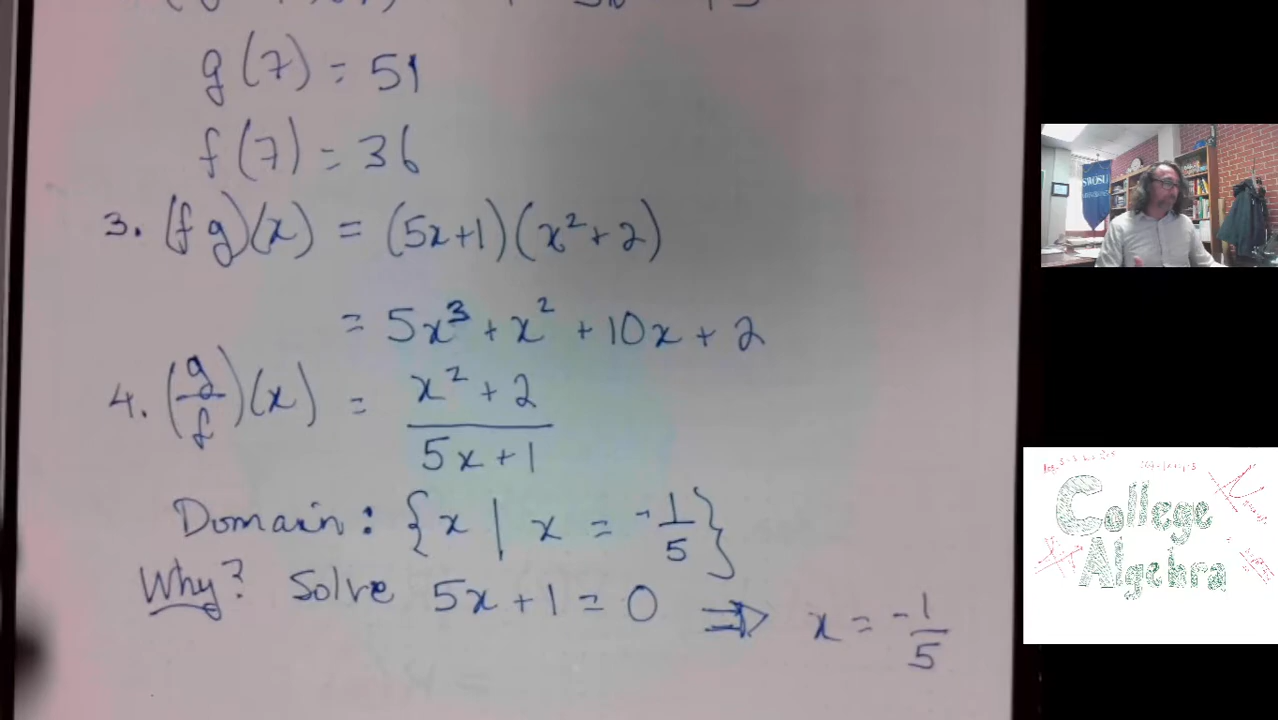 g(7) = 51
f(7) = 36
3. (fg)(x) = (5x+1)(x²+2)
= 5x³ + x² + 10x + 2
4. (g/f)(x) = (x² + 2)/(5x + 1)
Domain: {x | x = -1/5}
Why? Solve 5x + 1 = 0 ⇒ x = -1/5
SWOSU
College
Algebra